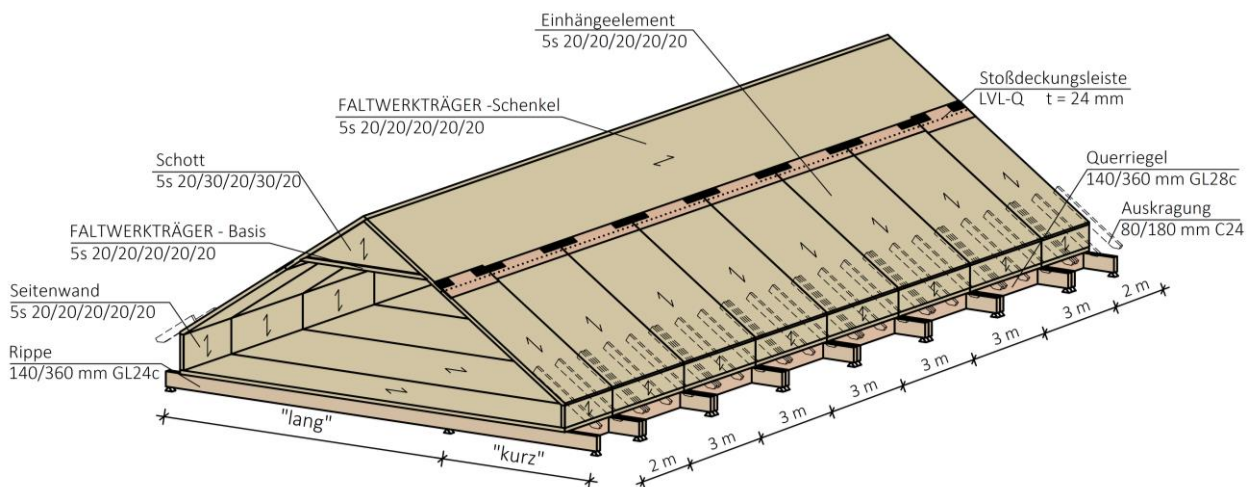 Einhängeelement
5s 20/20/20/20/20
Stoßdeckungsleiste
LVL-Q t = 24 mm
FALTWERKTRÄGER -Schenkel
5s 20/20/20/20/20
Schott
5s 20/30/20/30/20
Querriegel
140/360 mm GL28c
Auskragung
80/180 mm C24
FALTWERKTRÄGER - Basis
5s 20/20/20/20/20
Seitenwand
5s 20/20/20/20/20
Rippe
140/360 mm GL24c
"lang"
"kurz"
2 m
3 m
3 m
3 m
3 m
3 m
3 m
2 m